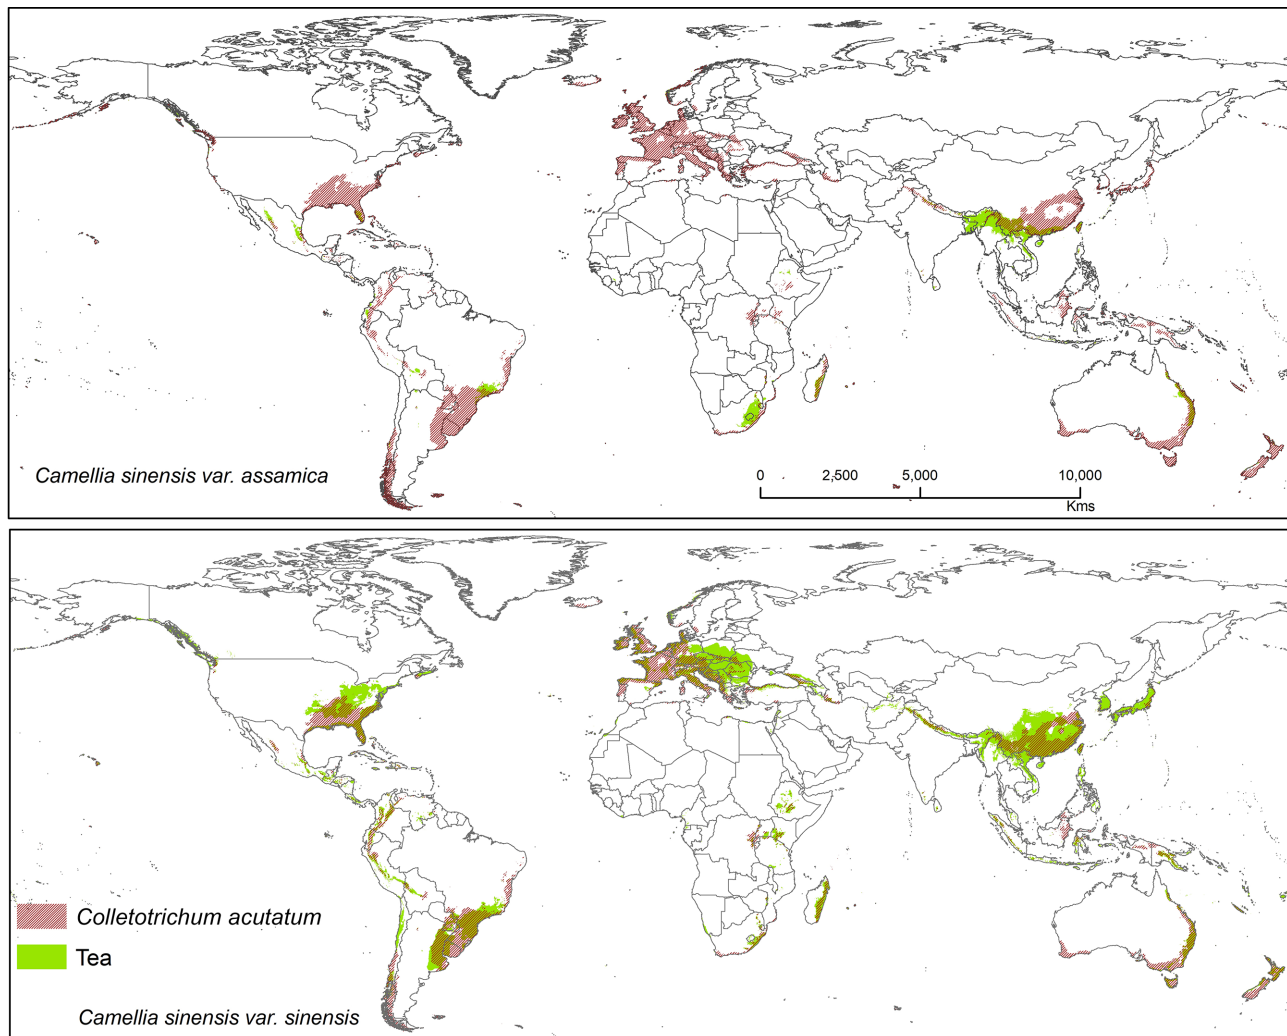 Camellia sinensis var. assamica
0 2,500 5,000 10,000
Kms
Colletotrichum acutatum
Tea
Camellia sinensis var. sinensis